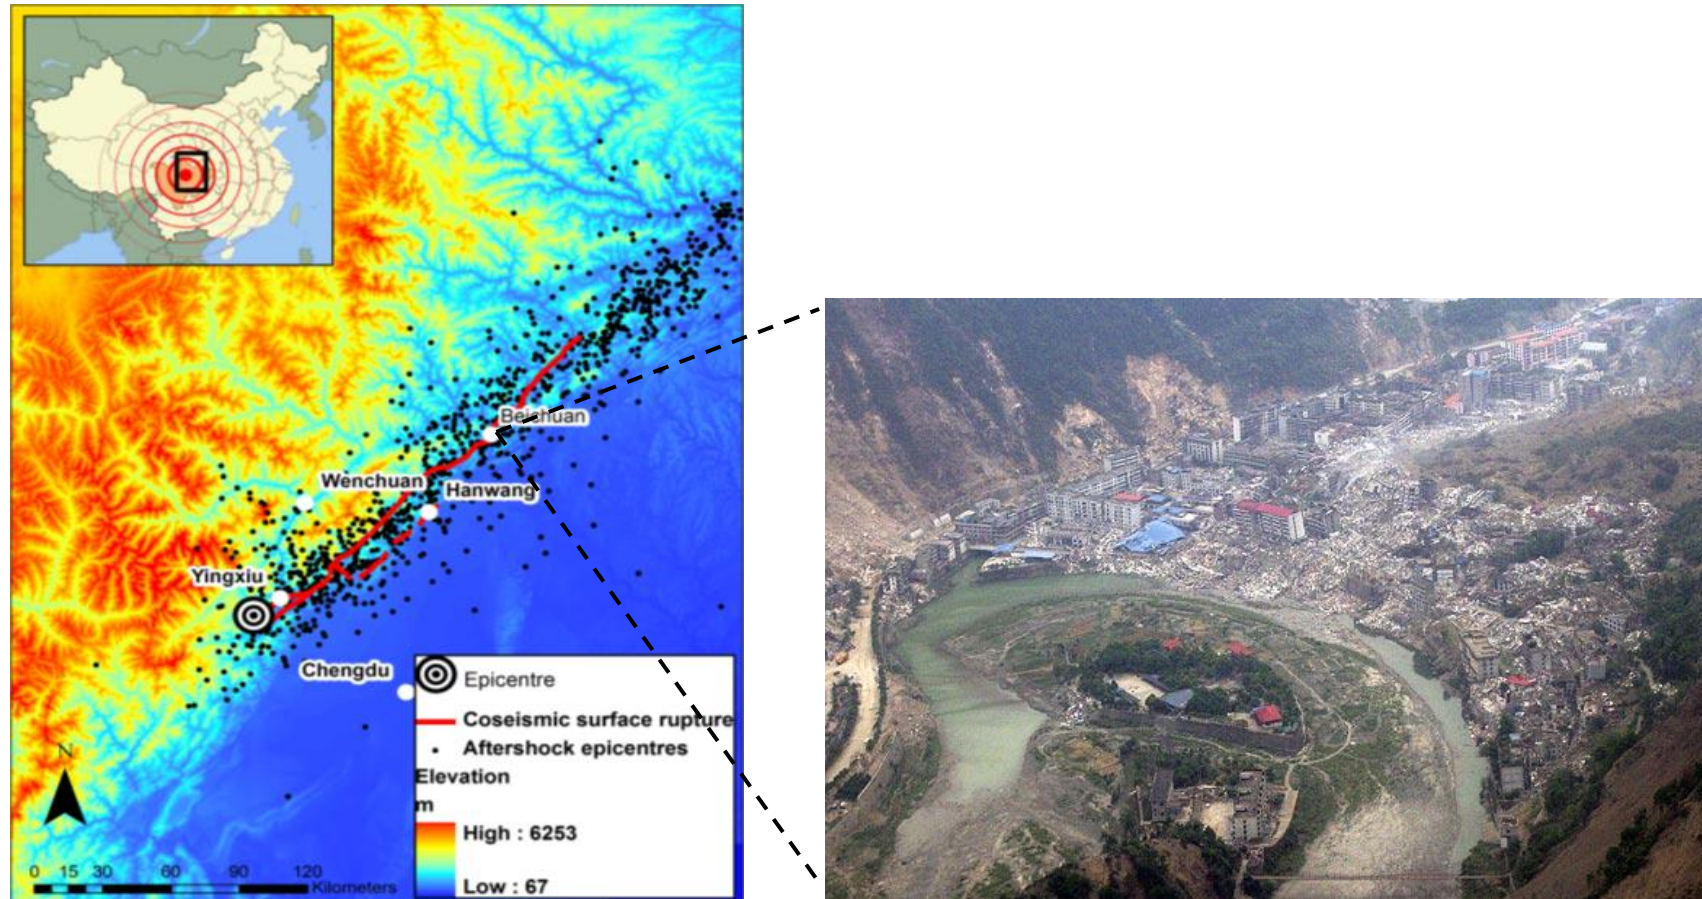 Beichuan
Wenchuan
Hanwang
Yingxiu
Chengdu
Epicentre
Coseismic surface rupture
Aftershock epicentres
Elevation
m
High : 6253
Low : 67
N
0 15 30 60 90 120
Kilometers